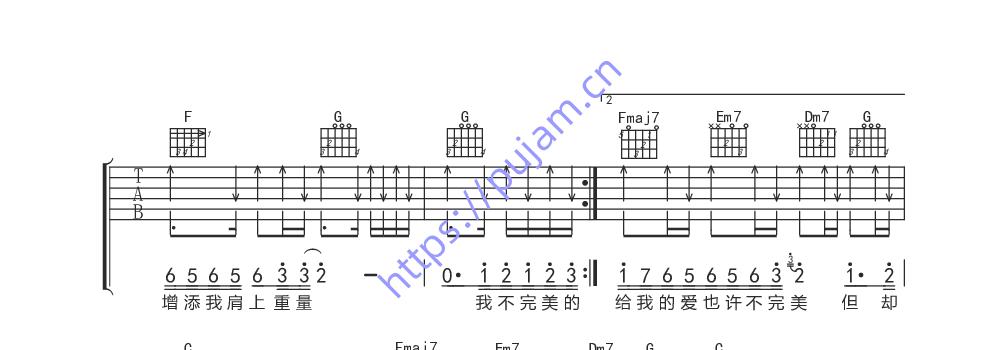 2
F G G Fmaj7 Em7 Dm7 G
T
A
B
6 5 6 5 6 3 3 2 - 0· 1 2 1 2 3 1 7 6 5 6 5 6 3 3 2 1· 2
增添我肩上重量 我不完美的 给我的爱也许不完美 但 却
C Fmaj7 Em7 Dm7 G C
https://pujam.cn